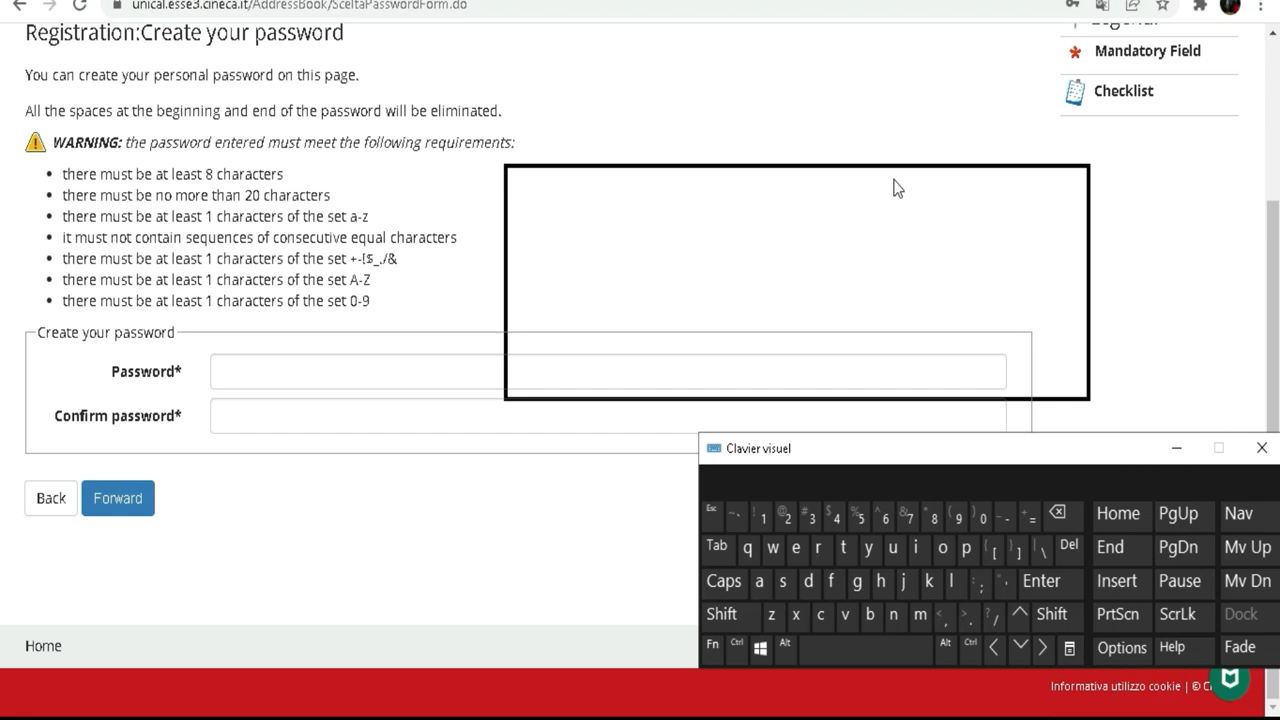 unical.esse3.cineca.it/AddressBook/SceltaPasswordForm.do
Registration:Create your password
You can create your personal password on this page.
All the spaces at the beginning and end of the password will be eliminated.
WARNING: the password entered must meet the following requirements:
there must be at least 8 characters
there must be no more than 20 characters
there must be at least 1 characters of the set a-z
it must not contain sequences of consecutive equal characters
there must be at least 1 characters of the set +-!$_./&
there must be at least 1 characters of the set A-Z
there must be at least 1 characters of the set 0-9
Create your password
Password*
Confirm password*
Back Forward
Mandatory Field
Checklist
Clavier visuel
Esc ~` !1 @2 #3 $4 %5 ^6 &7 *8 (9 )0 _- += Home PgUp Nav
Tab q w e r t y u i o p {[ }] |\ Del End PgDn Mv Up
Caps a s d f g h j k l :; "' Enter Insert Pause Mv Dn
Shift z x c v b n m <, >. ?/ Shift PrtScn ScrLk Dock
Fn Ctrl Alt Alt Ctrl Options Help Fade
Home
Informativa utilizzo cookie | ©